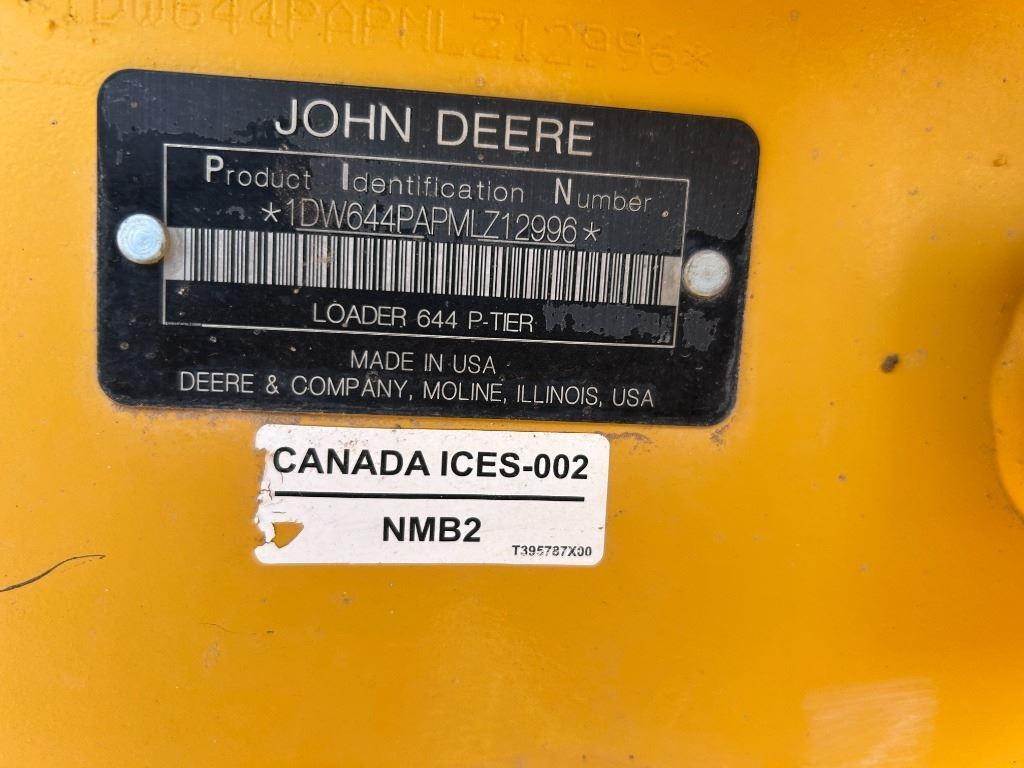 *1DW644PAPMLZ12996*
JOHN DEERE
Product Identification Number
*1DW644PAPMLZ12996*
LOADER 644 P-TIER
MADE IN USA
DEERE & COMPANY, MOLINE, ILLINOIS, USA
CANADA ICES-002
NMB2
T395787X00